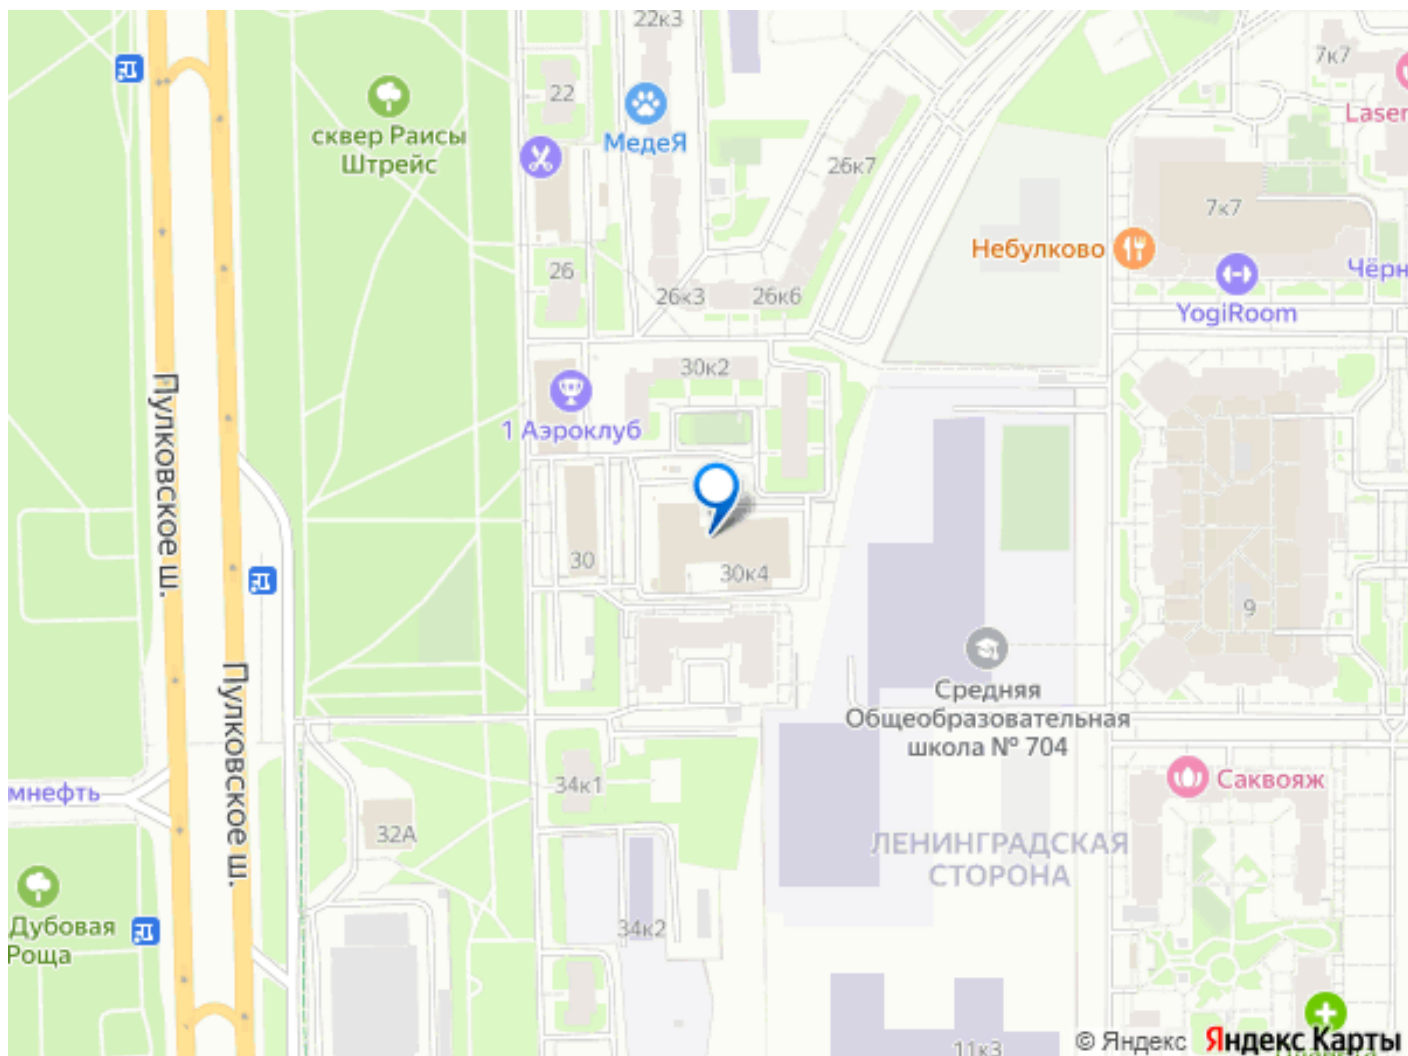 22к3
7к7
22
Laser
сквер Раисы
Штрейс
МедеЯ
26к7
7к7
Небулково
26
Чёрн
26к3
26к6
YogiRoom
30к2
Пулковское ш.
1 Аэроклуб
30
30к4
9
Пулковское ш.
Средняя
Общеобразовательная
школа № 704
34к1
Саквояж
мнефть
32А
ЛЕНИНГРАДСКАЯ
СТОРОНА
Дубовая
Роща
34к2
11к3
© Яндекс Яндекс Карты